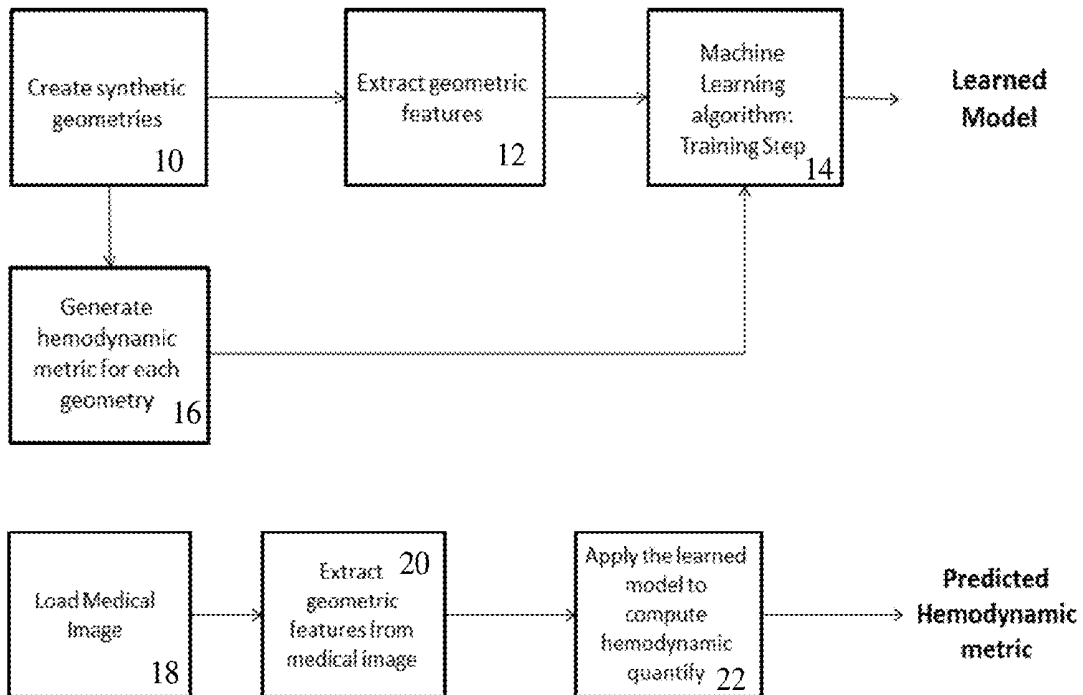 Create synthetic
geometries
10
Extract geometric
features
12
Machine
Learning
algorithm:
Training Step
14
Learned
Model
Generate
hemodynamic
metric for each
geometry
16
Load Medical
Image
18
Extract 20
geometric
features from
medical image
Apply the learned
model to
compute
hemodynamic
quantify
22
Predicted
Hemodynamic
metric